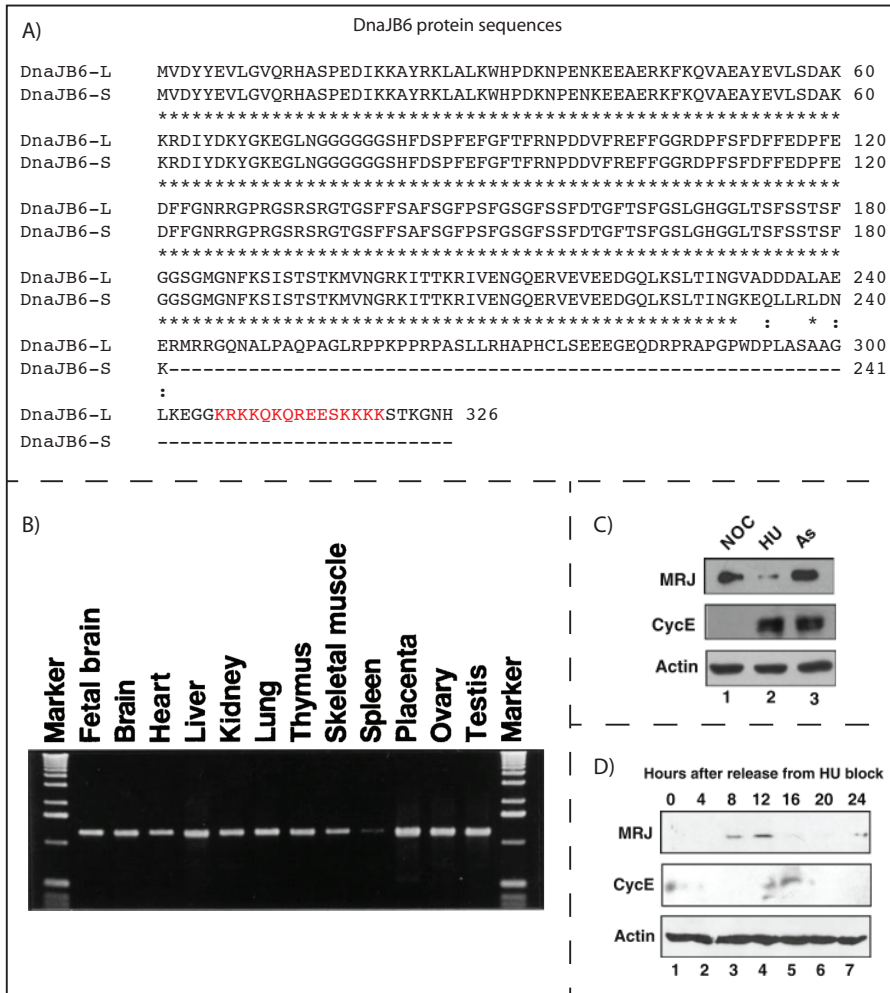 A)
DnaJB6 protein sequences
DnaJB6-L MVDYYEVLGVQRHASPEDIKKAYRKLALKWHPDKNPENKEEAERKFKQVAEAYEVLSDAK 60
DnaJB6-S MVDYYEVLGVQRHASPEDIKKAYRKLALKWHPDKNPENKEEAERKFKQVAEAYEVLSDAK 60
************************************************************
DnaJB6-L KRDIYDKYGKEGLNGGGGGGSHFDSPFEFGFTFRNPDDVFREFFGGRDPFSFDFFEDPFE 120
DnaJB6-S KRDIYDKYGKEGLNGGGGGGSHFDSPFEFGFTFRNPDDVFREFFGGRDPFSFDFFEDPFE 120
************************************************************
DnaJB6-L DFFGNRRGPRGSRSRGTGSFFSAFSGFPSFGSGFSSFDTGFTSFGSLGHGGLTSFSSTSF 180
DnaJB6-S DFFGNRRGPRGSRSRGTGSFFSAFSGFPSFGSGFSSFDTGFTSFGSLGHGGLTSFSSTSF 180
************************************************************
DnaJB6-L GGSGMGNFKSISTSTKMVNGRKITTKRIVENGQERVEVEEDGQLKSLTINGVADDDALAE 240
DnaJB6-S GGSGMGNFKSISTSTKMVNGRKITTKRIVENGQERVEVEEDGQLKSLTINGKEQLLRLDN 240
*************************************************** : * :
DnaJB6-L ERMRRGQNALPAQPAGLRPPKPPRPASLLRHAPHCLSEEEGEQDRPRAPGPWDPLASAAG 300
DnaJB6-S K----------------------------------------------------------- 241
:
DnaJB6-L LKEGGKRKKQKQREESKKKKSTKGNH 326
DnaJB6-S --------------------------
B)
Marker Fetal brain Brain Heart Liver Kidney Lung Thymus Skeletal muscle Spleen Placenta Ovary Testis Marker
C)
NOC HU As
MRJ
CycE
Actin
1 2 3
D)
Hours after release from HU block
0 4 8 12 16 20 24
MRJ
CycE
Actin
1 2 3 4 5 6 7